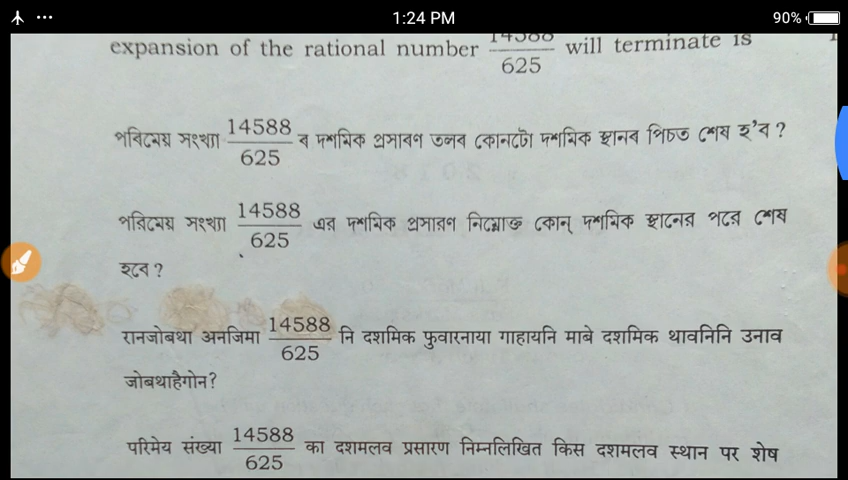 1:24 PM
90%
expansion of the rational number 14588/625 will terminate is
পৰিমেয় সংখ্যা 14588/625 ৰ দশমিক প্ৰসাৰণ তলৰ কোনটো দশমিক স্থানৰ পিচত শেষ হ'ব ?
পরিমেয় সংখ্যা 14588/625 এর দশমিক প্রসারণ নিম্নোক্ত কোন্ দশমিক স্থানের পরে শেষ
হবে ?
रानजोबथा अनजिमा 14588/625 नि दशमिक फुवारनाया गाहायनि माबे दशमिक थावनिनि उनाव
जोबथाहैगोन?
परिमेय संख्या 14588/625 का दशमलव प्रसारण निम्नलिखित किस दशमलव स्थान पर शेष